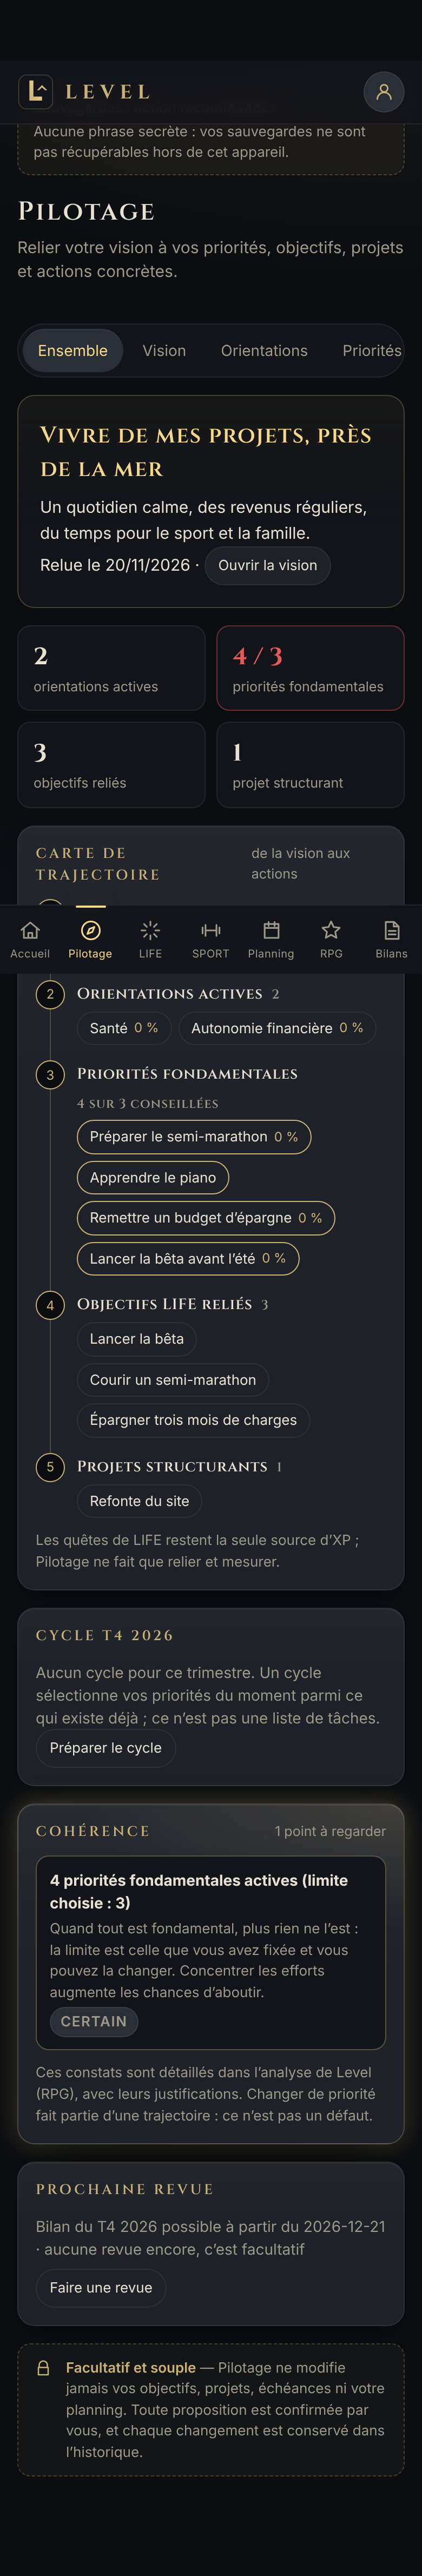 LEVEL
Aucune phrase secrète : vos sauvegardes ne sont
pas récupérables hors de cet appareil.
Pilotage
Relier votre vision à vos priorités, objectifs, projets
et actions concrètes.
Ensemble Vision Orientations Priorités
Vivre de mes projets, près
de la mer
Un quotidien calme, des revenus réguliers,
du temps pour le sport et la famille.
Relue le 20/11/2026 · Ouvrir la vision
2
orientations actives
4 / 3
priorités fondamentales
3
objectifs reliés
1
projet structurant
CARTE DE
TRAJECTOIRE
de la vision aux
actions
Accueil Pilotage LIFE SPORT Planning RPG Bilans
2 Orientations actives 2
Santé 0 % Autonomie financière 0 %
3 Priorités fondamentales
4 sur 3 conseillées
Préparer le semi-marathon 0 %
Apprendre le piano
Remettre un budget d’épargne 0 %
Lancer la bêta avant l’été 0 %
4 Objectifs LIFE reliés 3
Lancer la bêta
Courir un semi-marathon
Épargner trois mois de charges
5 Projets structurants 1
Refonte du site
Les quêtes de LIFE restent la seule source d’XP ;
Pilotage ne fait que relier et mesurer.
CYCLE T4 2026
Aucun cycle pour ce trimestre. Un cycle
sélectionne vos priorités du moment parmi ce
qui existe déjà ; ce n’est pas une liste de tâches.
Préparer le cycle
COHÉRENCE 1 point à regarder
4 priorités fondamentales actives (limite
choisie : 3)
Quand tout est fondamental, plus rien ne l’est :
la limite est celle que vous avez fixée et vous
pouvez la changer. Concentrer les efforts
augmente les chances d’aboutir.
CERTAIN
Ces constats sont détaillés dans l’analyse de Level
(RPG), avec leurs justifications. Changer de priorité
fait partie d’une trajectoire : ce n’est pas un défaut.
PROCHAINE REVUE
Bilan du T4 2026 possible à partir du 2026-12-21
· aucune revue encore, c’est facultatif
Faire une revue
Facultatif et souple — Pilotage ne modifie
jamais vos objectifs, projets, échéances ni votre
planning. Toute proposition est confirmée par
vous, et chaque changement est conservé dans
l’historique.